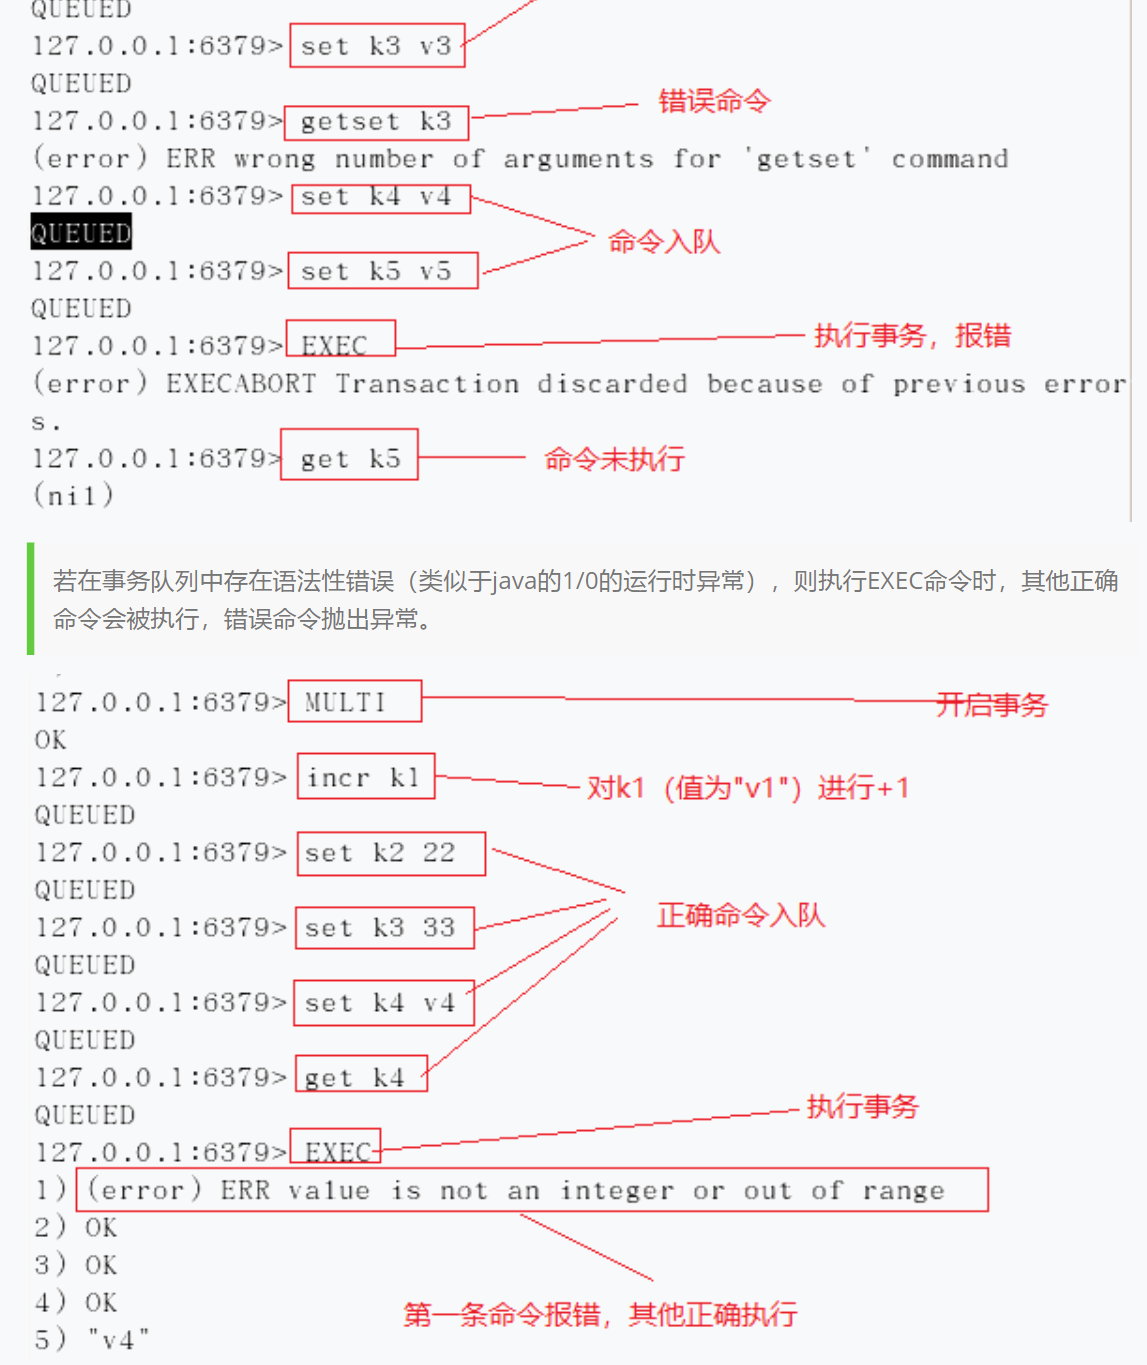 QUEUED
127.0.0.1:6379> set k3 v3
QUEUED
错误命令
127.0.0.1:6379> getset k3
(error) ERR wrong number of arguments for 'getset' command
127.0.0.1:6379> set k4 v4
QUEUED
命令入队
127.0.0.1:6379> set k5 v5
QUEUED
127.0.0.1:6379> EXEC
执行事务，报错
(error) EXECABORT Transaction discarded because of previous error
s.
127.0.0.1:6379> get k5
命令未执行
(nil)
若在事务队列中存在语法性错误（类似于java的1/0的运行时异常），则执行EXEC命令时，其他正确
命令会被执行，错误命令抛出异常。
127.0.0.1:6379> MULTI
开启事务
OK
127.0.0.1:6379> incr k1
对k1（值为"v1"）进行+1
QUEUED
127.0.0.1:6379> set k2 22
QUEUED
正确命令入队
127.0.0.1:6379> set k3 33
QUEUED
127.0.0.1:6379> set k4 v4
QUEUED
127.0.0.1:6379> get k4
QUEUED
执行事务
127.0.0.1:6379> EXEC
1) (error) ERR value is not an integer or out of range
2) OK
3) OK
4) OK
第一条命令报错，其他正确执行
5) "v4"